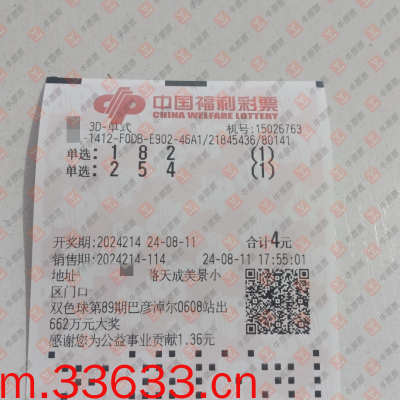 中国福利彩票
CHINA WELFARE LOTTERY
3D-单式 机号:15026763
1412-F0DB-E902-46A1/21845436/80141
单选:1 8 2 (1)
单选:2 5 4 (1)
开奖期:2024214 24-08-11 合计4元
销售期:2024214-114 24-08-11 17:55:01
地址: 路天成美景小
区门口
双色球第89期巴彦淖尔0608站出
662万元大奖
感谢您为公益事业贡献1.36元
m.33633.cn